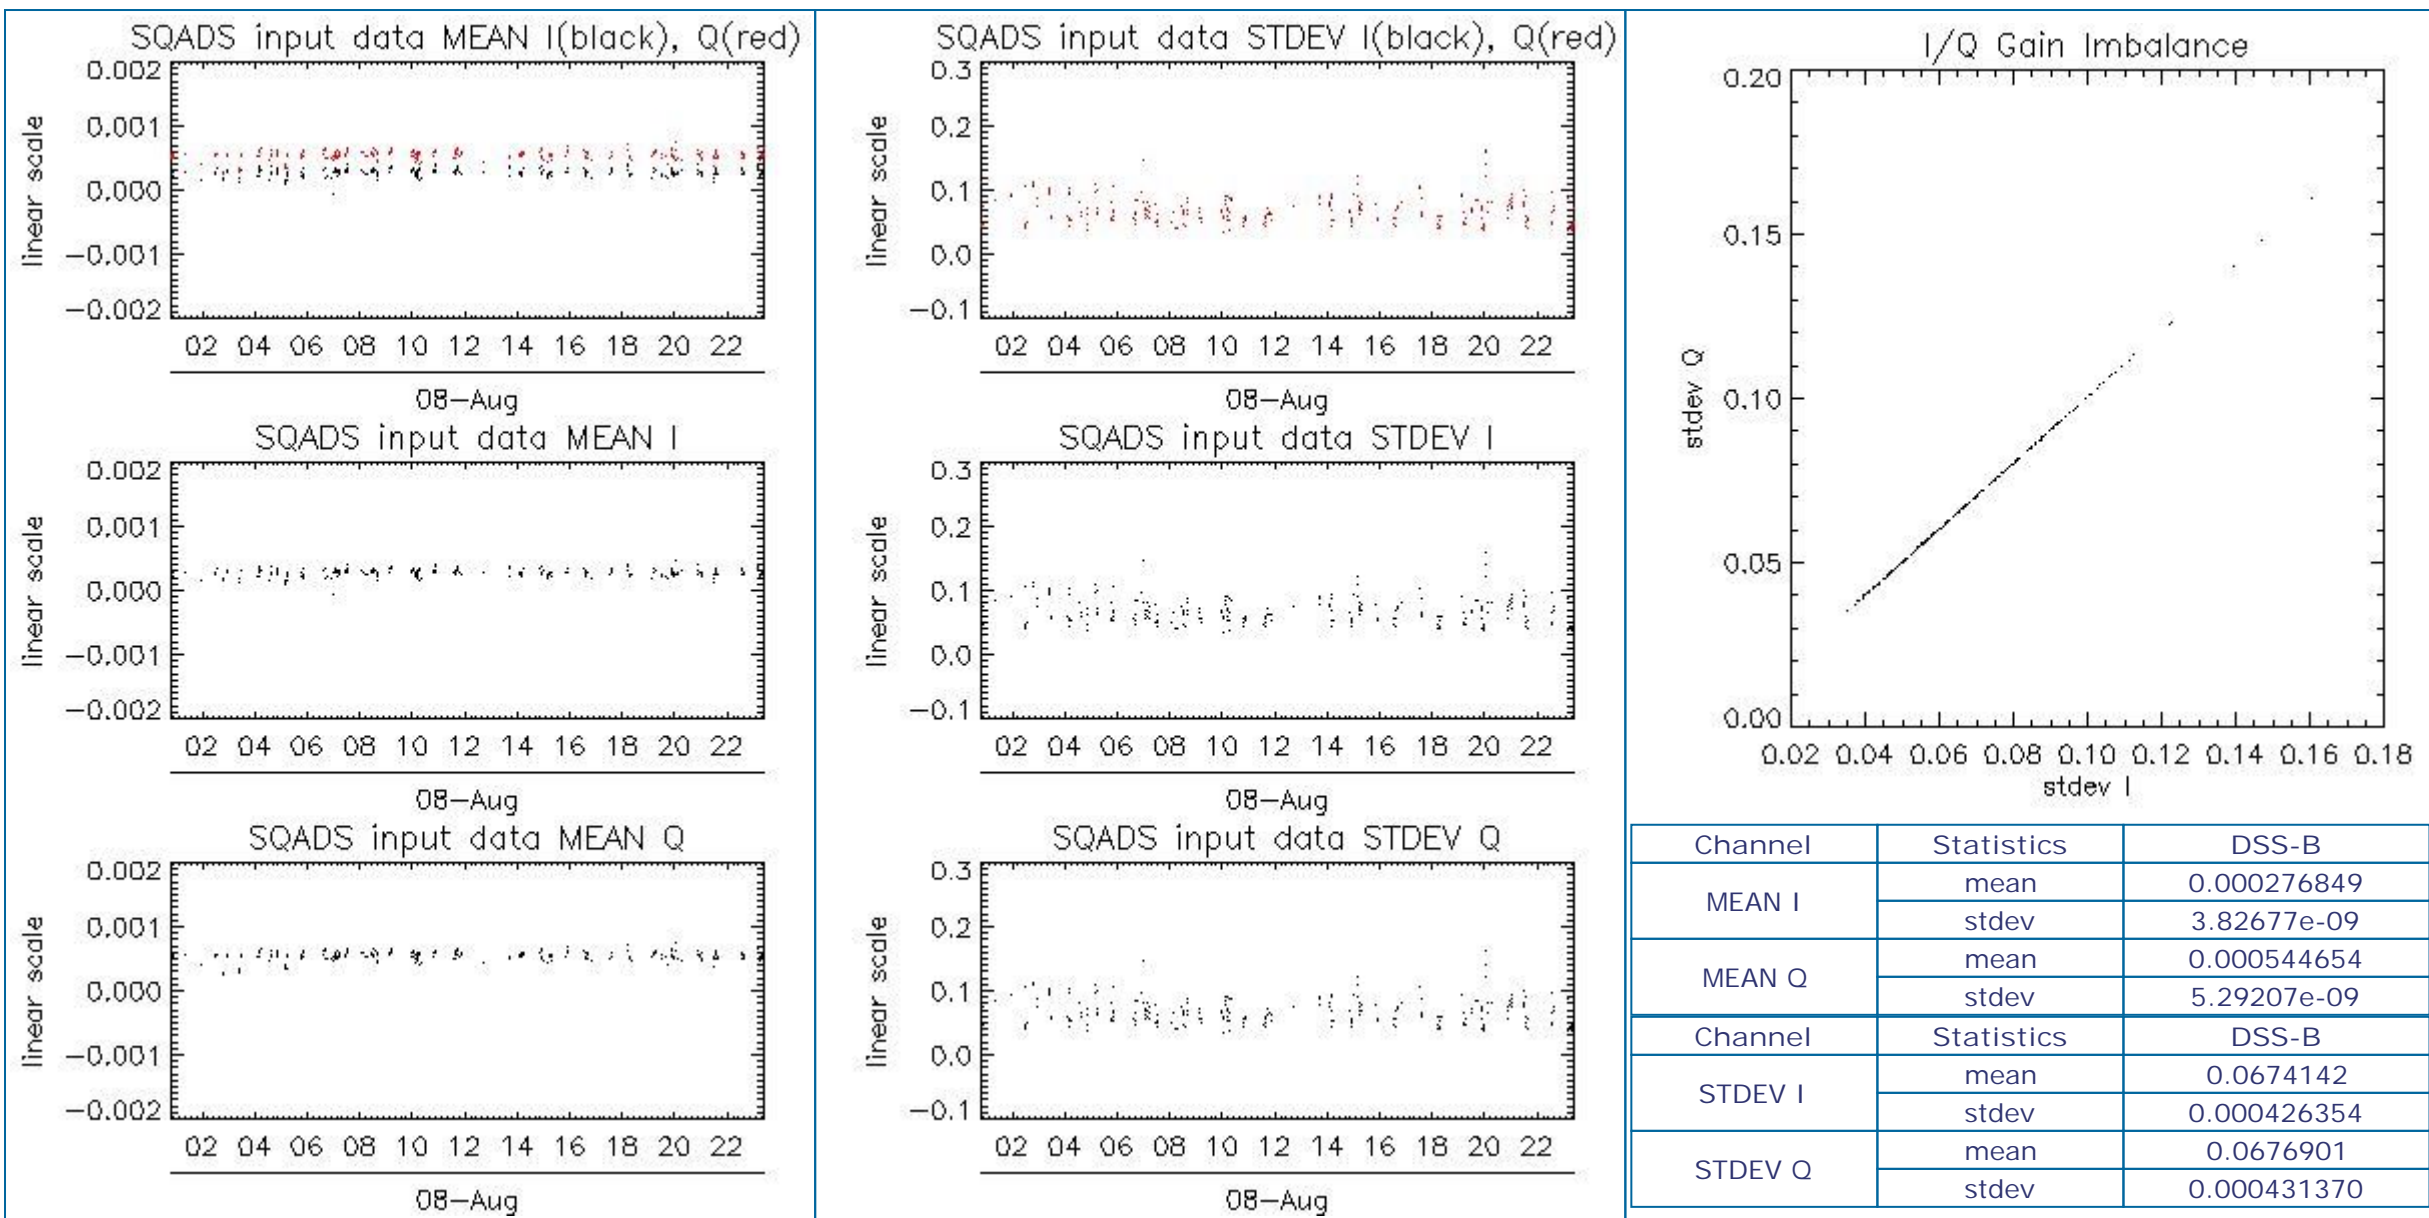 SQADS input data MEAN I(black), Q(red)
0.002
0.001
0.000
-0.001
-0.002
linear scale
02 04 06 08 10 12 14 16 18 20 22
08-Aug
SQADS input data MEAN I
0.002
0.001
0.000
-0.001
-0.002
linear scale
02 04 06 08 10 12 14 16 18 20 22
08-Aug
SQADS input data MEAN Q
0.002
0.001
0.000
-0.001
-0.002
linear scale
02 04 06 08 10 12 14 16 18 20 22
08-Aug
SQADS input data STDEV I(black), Q(red)
0.3
0.2
0.1
0.0
-0.1
linear scale
02 04 06 08 10 12 14 16 18 20 22
08-Aug
SQADS input data STDEV I
0.3
0.2
0.1
0.0
-0.1
linear scale
02 04 06 08 10 12 14 16 18 20 22
08-Aug
SQADS input data STDEV Q
0.3
0.2
0.1
0.0
-0.1
linear scale
02 04 06 08 10 12 14 16 18 20 22
08-Aug
I/Q Gain Imbalance
0.20
0.15
0.10
0.05
0.00
stdev Q
0.02 0.04 0.06 0.08 0.10 0.12 0.14 0.16 0.18
stdev I
Channel Statistics DSS-B
MEAN I mean 0.000276849
stdev 3.82677e-09
MEAN Q mean 0.000544654
stdev 5.29207e-09
Channel Statistics DSS-B
STDEV I mean 0.0674142
stdev 0.000426354
STDEV Q mean 0.0676901
stdev 0.000431370